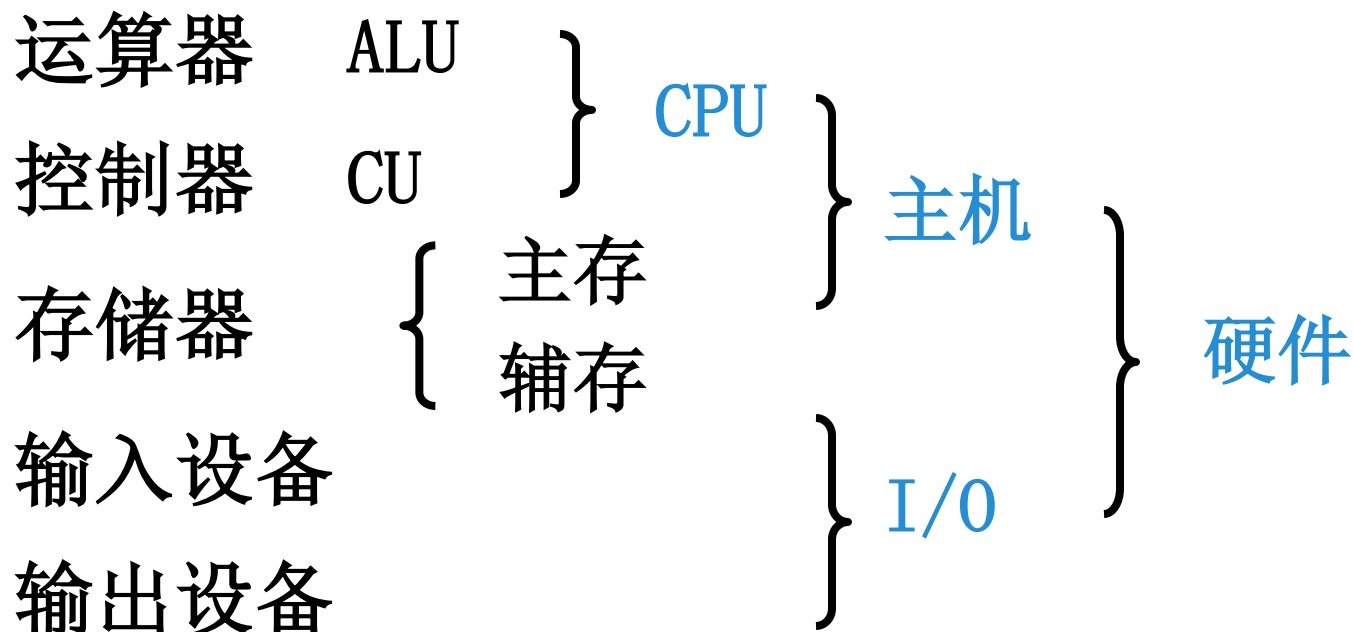 运算器 ALU
CPU
控制器 CU
主机
主存
存储器
硬件
辅存
输入设备
I/O
输出设备